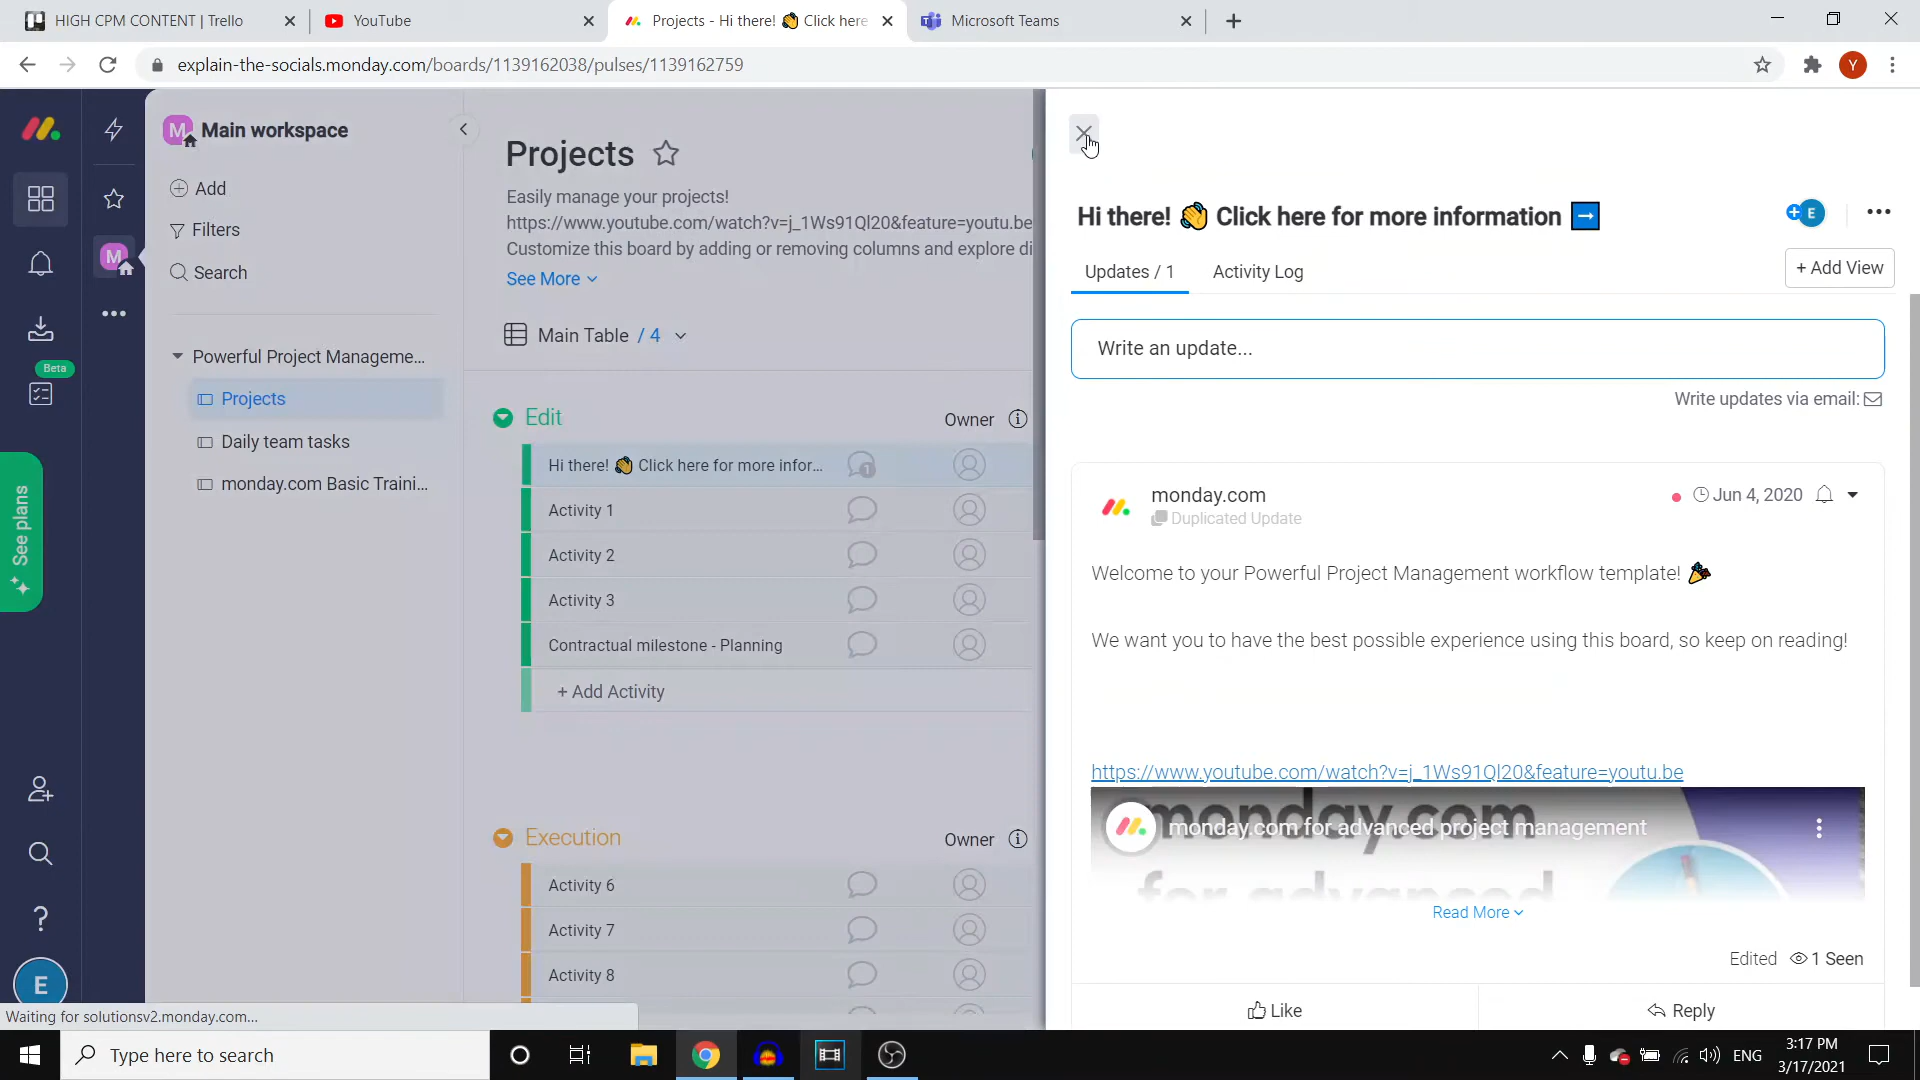 HIGH CPM CONTENT | Trello
YouTube
Projects - Hi there! 👋 Click here
Microsoft Teams
explain-the-socials.monday.com/boards/1139162038/pulses/1139162759
Y
M
Main workspace
Add
Filters
Search
Powerful Project Manageme...
Projects
Daily team tasks
monday.com Basic Traini...
M
Beta
See plans
E
Projects
Easily manage your projects!
https://www.youtube.com/watch?v=j_1Ws91Ql20&feature=youtu.be
Customize this board by adding or removing columns and explore di
See More
Main Table / 4
Edit
Owner
Hi there! 👋 Click here for more infor...
1
Activity 1
Activity 2
Activity 3
Contractual milestone - Planning
+ Add Activity
Execution
Owner
Activity 6
Activity 7
Activity 8
Hi there! 👋 Click here for more information ➡
E
Updates / 1
Activity Log
+ Add View
Write an update...
Write updates via email:
monday.com
Duplicated Update
Jun 4, 2020
Welcome to your Powerful Project Management workflow template! 🎉
We want you to have the best possible experience using this board, so keep on reading!
https://www.youtube.com/watch?v=j_1Ws91Ql20&feature=youtu.be
monday.com for advanced project management
monday.com
for advanced
Read More
Edited
1 Seen
Like
Reply
Waiting for solutionsv2.monday.com...
Type here to search
ENG
3:17 PM
3/17/2021